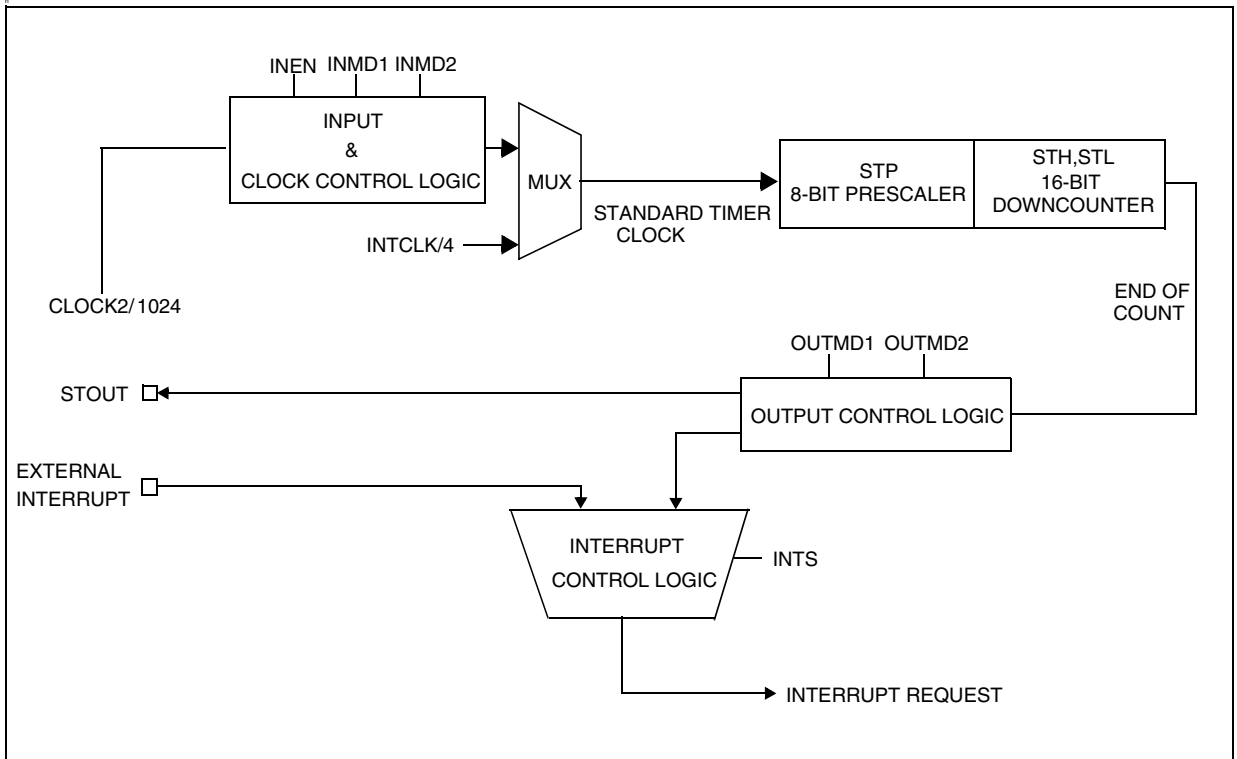 INEN INMD1 INMD2
INPUT
&
CLOCK CONTROL LOGIC
MUX
STANDARD TIMER
CLOCK
STP
8-BIT PRESCALER
STH,STL
16-BIT
DOWNCOUNTER
INTCLK/4
CLOCK2/1024
END OF
COUNT
OUTMD1 OUTMD2
STOUT
OUTPUT CONTROL LOGIC
EXTERNAL
INTERRUPT
INTERRUPT
CONTROL LOGIC
INTS
INTERRUPT REQUEST